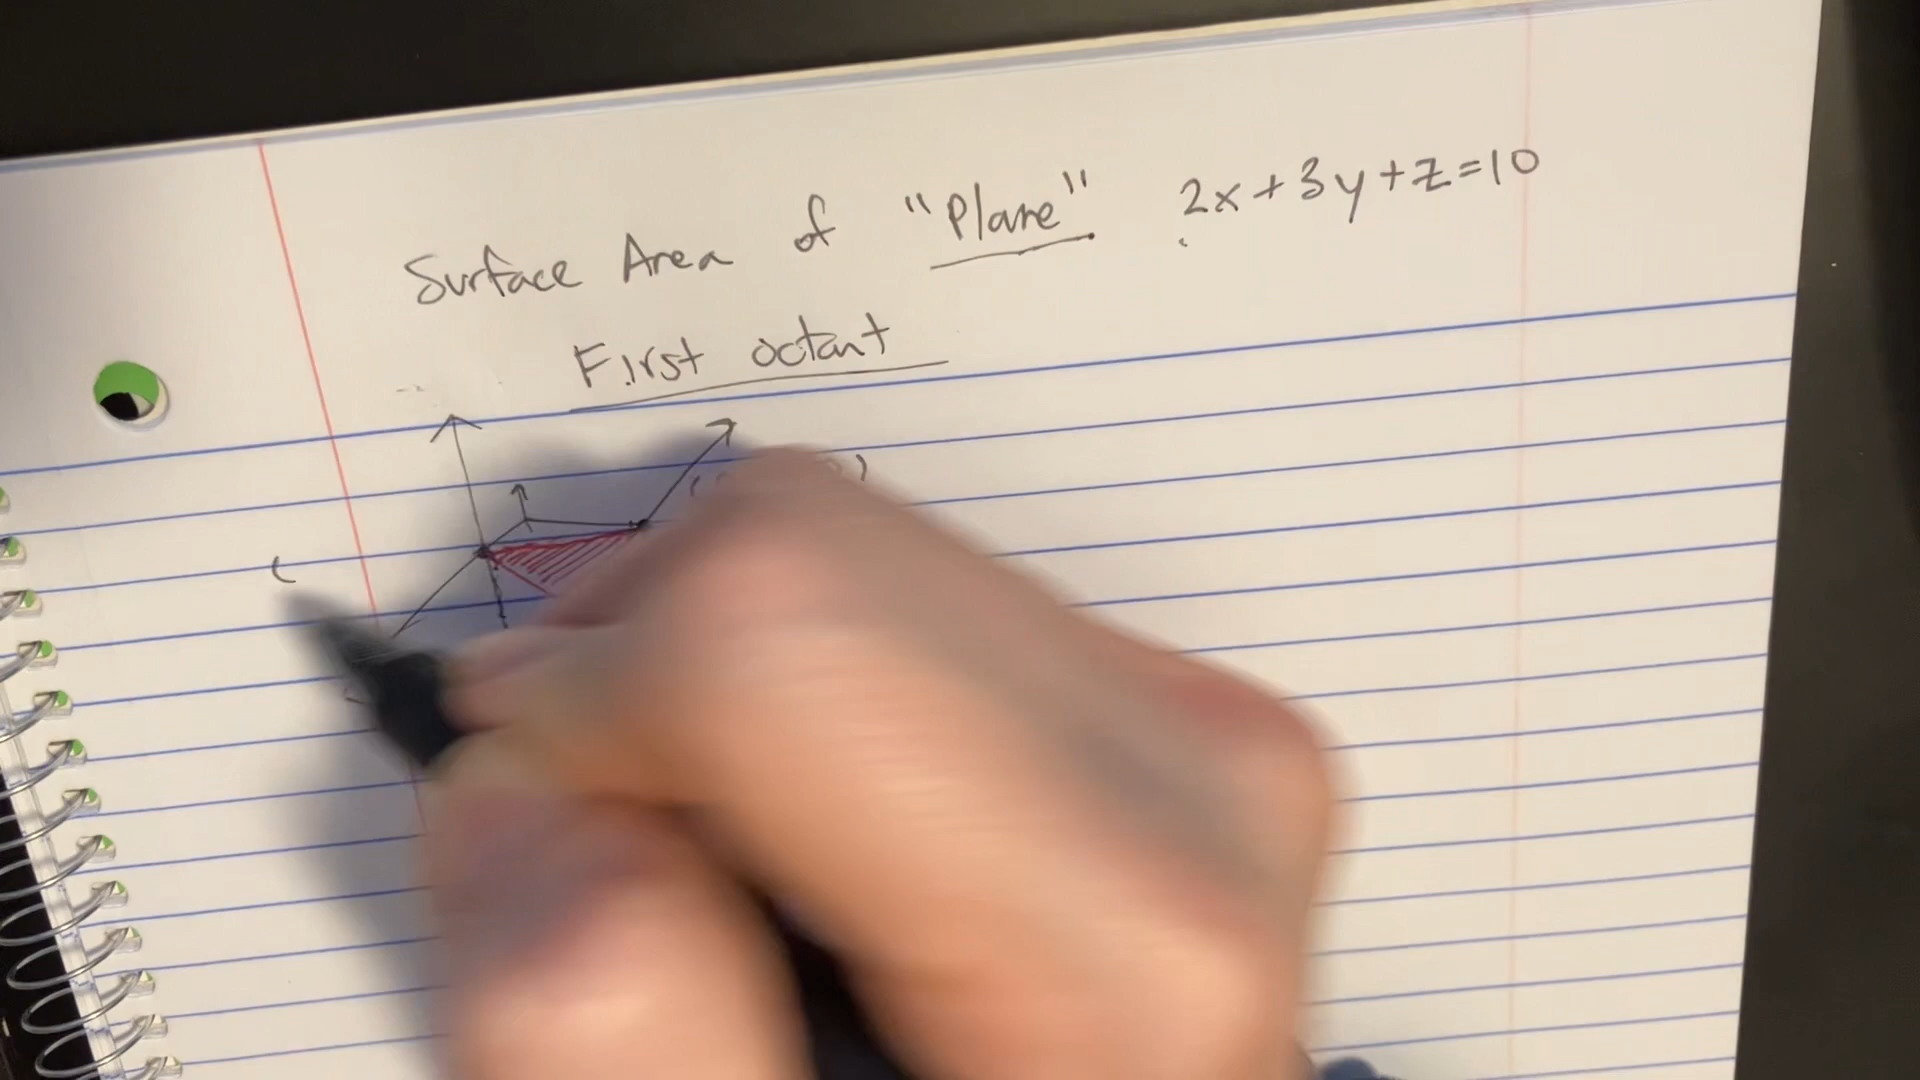 Surface Area of "Plane" 2x+3y+z=10
First octant